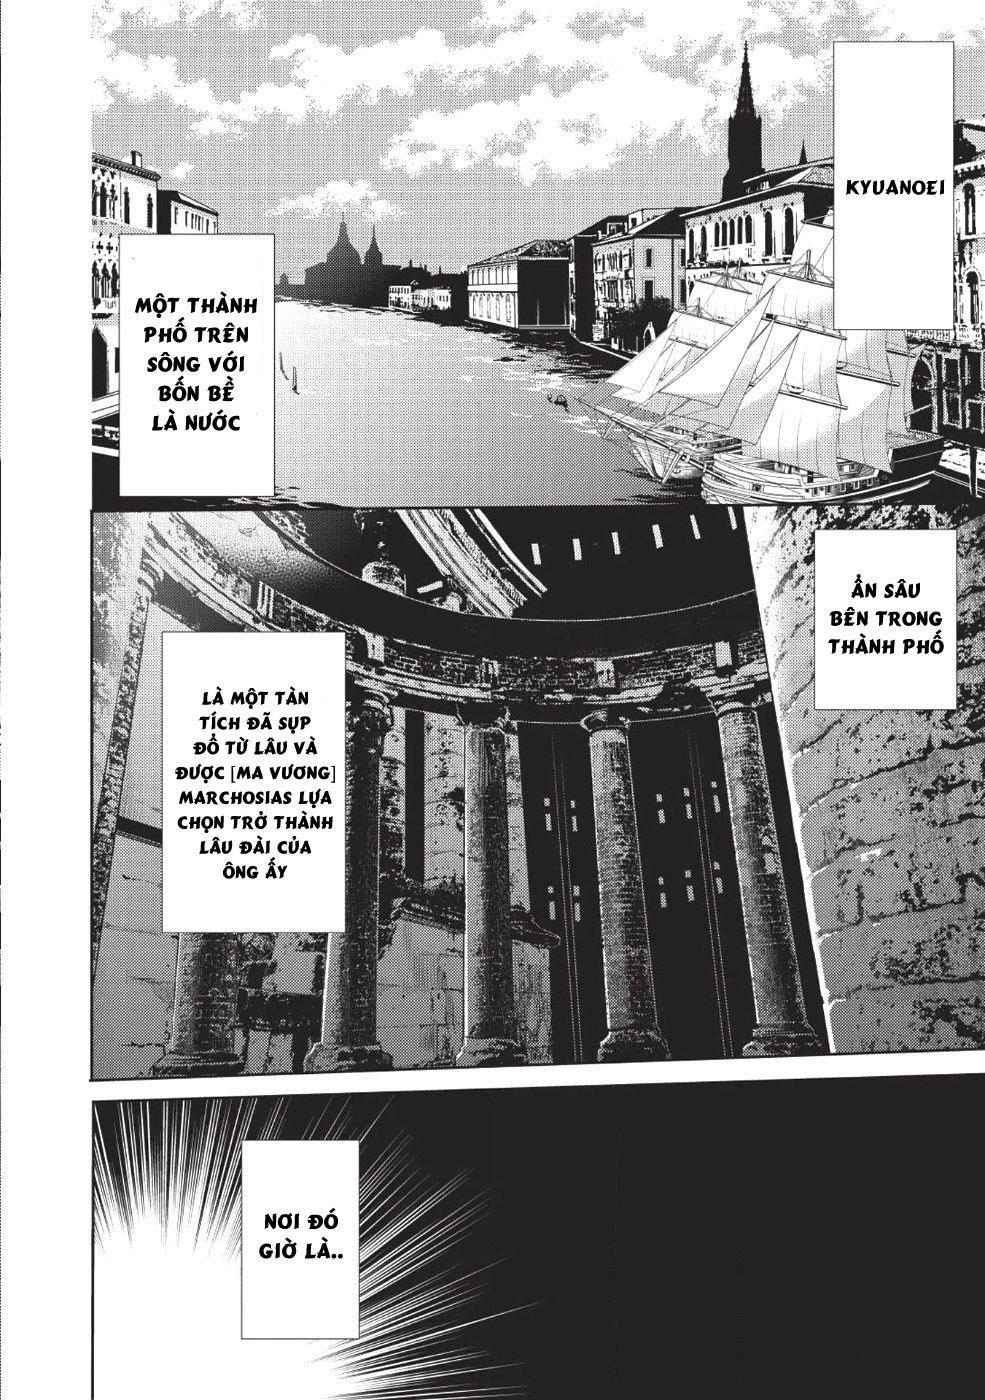 KYUANOEI
MỘT THÀNH
PHỐ TRÊN
SÔNG VỚI
BỐN BỀ
LÀ NƯỚC
ẨN SÂU
BÊN TRONG
THÀNH PHỐ
LÀ MỘT TÀN
TÍCH ĐÃ SỤP
ĐỔ TỪ LÂU VÀ
ĐƯỢC [MA VƯƠNG]
MARCHOSIAS LỰA
CHỌN TRỞ THÀNH
LÂU ĐÀI CỦA
ÔNG ẤY
NƠI ĐÓ
GIỜ LÀ..